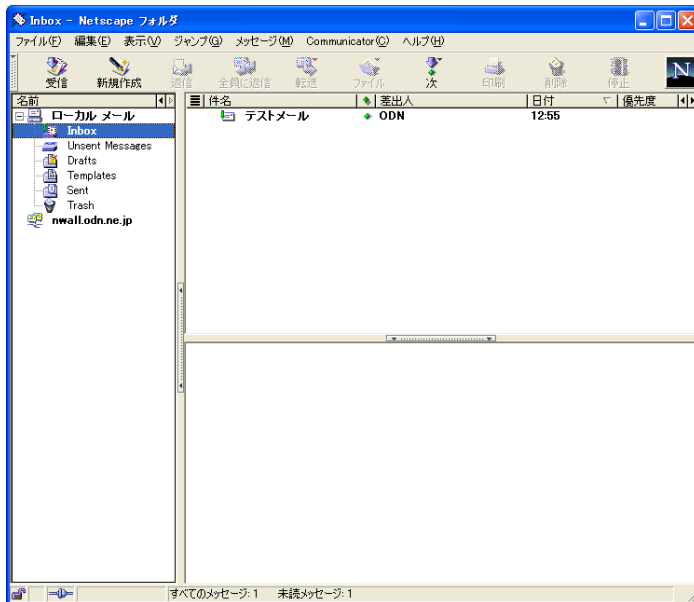 Inbox - Netscape フォルダ
ファイル(F) 編集(E) 表示(V) ジャンプ(G) メッセージ(M) Communicator(C) ヘルプ(H)
受信 新規作成 返信 全員に返信 転送 ファイル 次 印刷 削除 停止 N
名前 件名 差出人 日付 優先度
ローカル メール テストメール ODN 12:55
Inbox
Unsent Messages
Drafts
Templates
Sent
Trash
nwall.odn.ne.jp
すべてのメッセージ: 1 未読メッセージ: 1